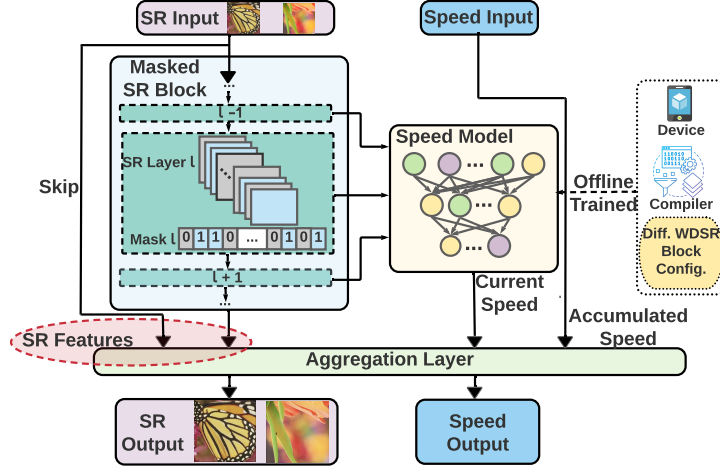 SR Input
Speed Input
Masked
SR Block
...
l −1
SR Layer l
...
Mask l 0 1 1 0 ... 0 1 0 1
l + 1
...
Skip
Speed Model
...
...
...
Offline
Trained
Device
Compiler
Diff. WDSR
Block
Config.
Current
Speed
Accumulated
Speed
SR Features
Aggregation Layer
SR
Output
Speed
Output